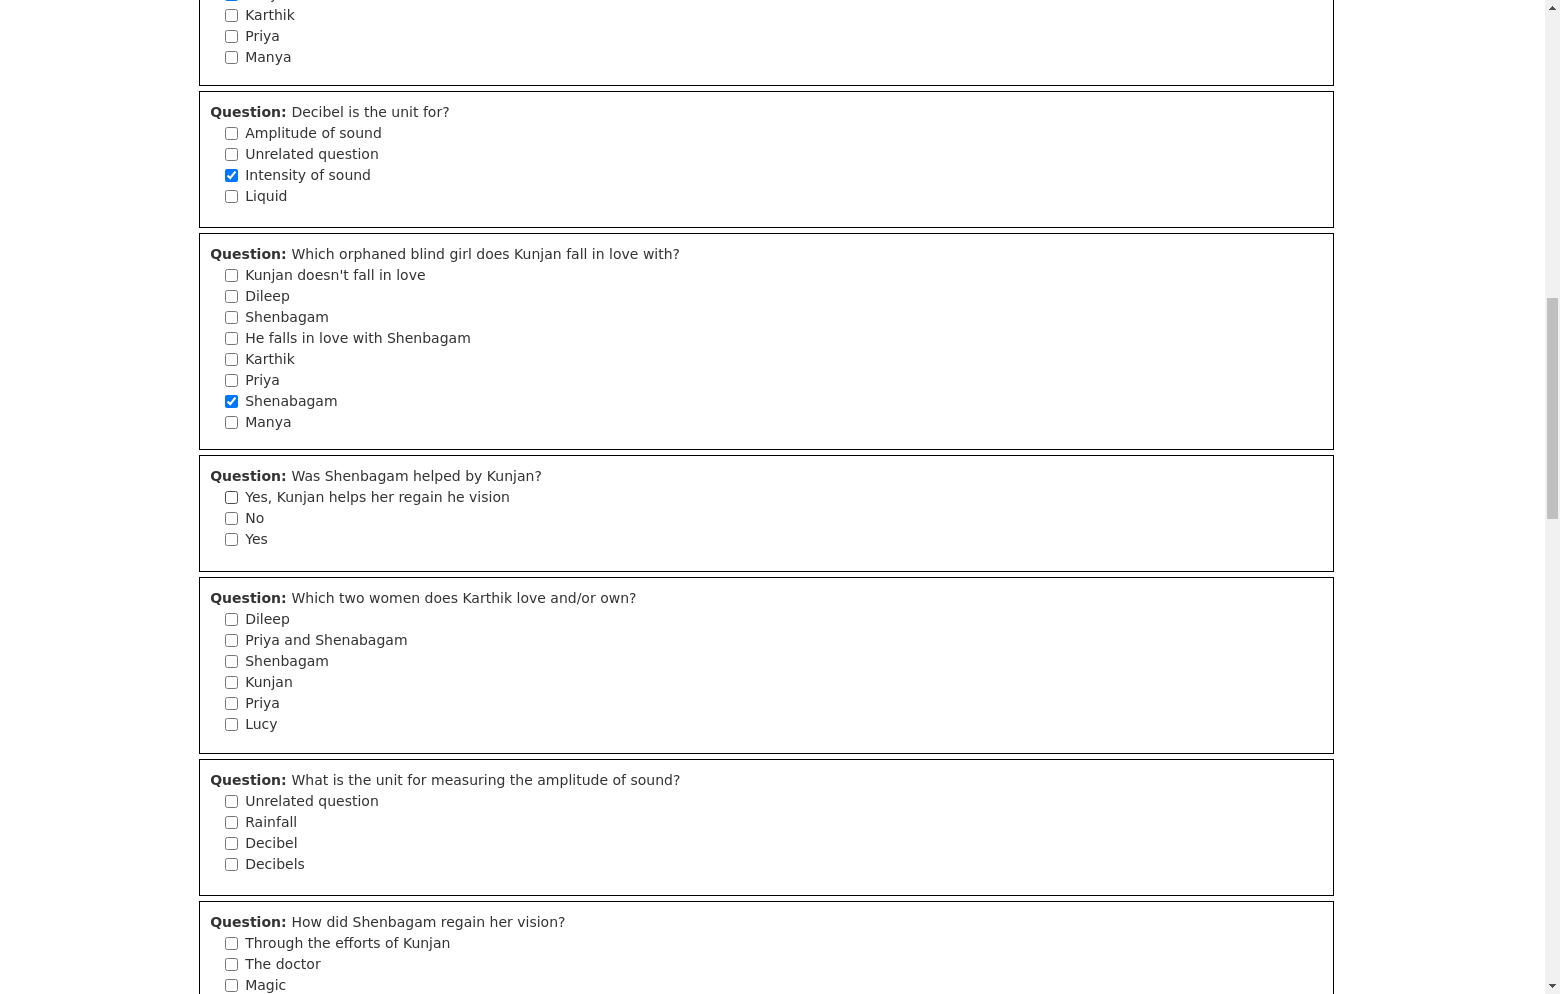 Karthik
Priya
Manya
Question: Decibel is the unit for?
Amplitude of sound
Unrelated question
Intensity of sound
Liquid
Question: Which orphaned blind girl does Kunjan fall in love with?
Kunjan doesn't fall in love
Dileep
Shenbagam
He falls in love with Shenbagam
Karthik
Priya
Shenabagam
Manya
Question: Was Shenbagam helped by Kunjan?
Yes, Kunjan helps her regain he vision
No
Yes
Question: Which two women does Karthik love and/or own?
Dileep
Priya and Shenabagam
Shenbagam
Kunjan
Priya
Lucy
Question: What is the unit for measuring the amplitude of sound?
Unrelated question
Rainfall
Decibel
Decibels
Question: How did Shenbagam regain her vision?
Through the efforts of Kunjan
The doctor
Magic